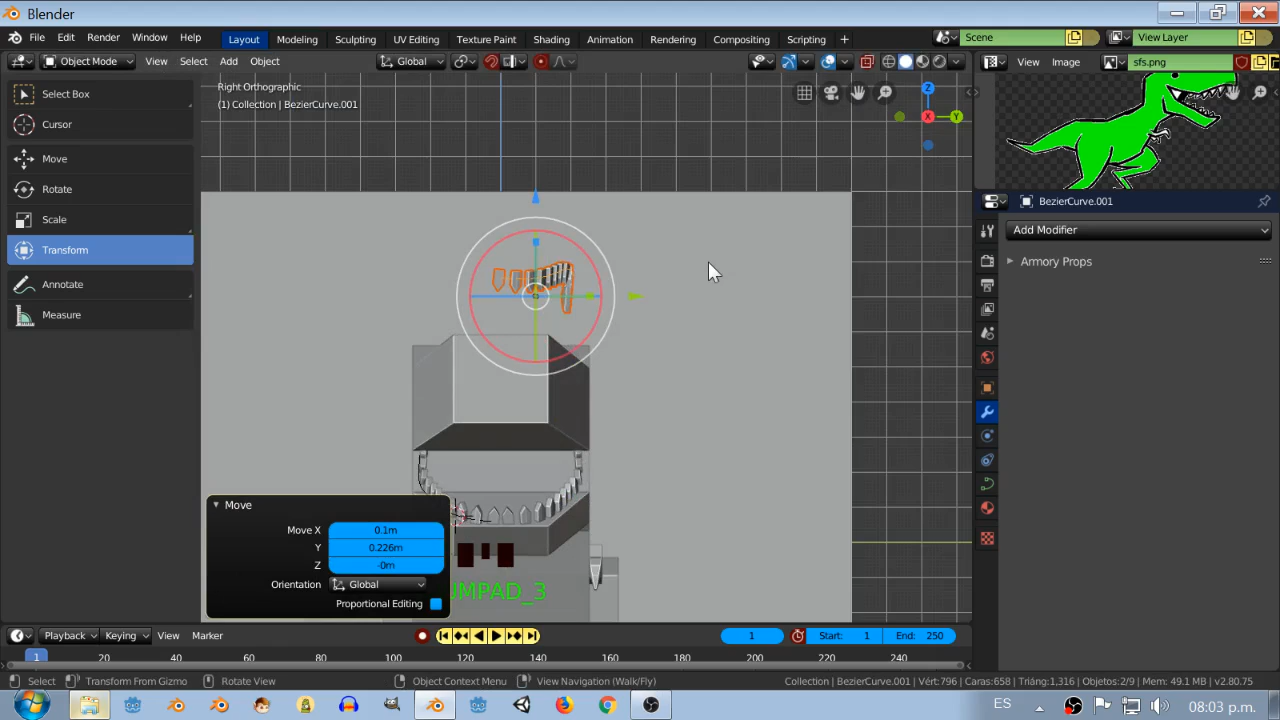 Blender
File Edit Render Window Help Layout Modeling Sculpting UV Editing Texture Paint Shading Animation Rendering Compositing Scripting + Scene View Layer
Object Mode View Select Add Object Global View Image sfs.png
Right Orthographic
(1) Collection | BezierCurve.001
Z
X
Y
Select Box
Cursor
Move
Rotate
Scale
Transform
Annotate
Measure
BezierCurve.001
Add Modifier
Armory Props
Move
Move X 0.1m
Y 0.226m
Z -0m
Orientation Global
Proportional Editing
UMPAD_3
Playback Keying View Marker 1 Start: 1 End: 250
1 20 40 60 80 100 120 140 160 180 200 220 240
Select Transform From Gizmo Rotate View Object Context Menu View Navigation (Walk/Fly) Collection | BezierCurve.001 | Vért:796 | Caras:658 | Triáng:1,316 | Objetos:2/9 | Mem: 49.1 MB | v2.80.75
ES 08:03 p.m.